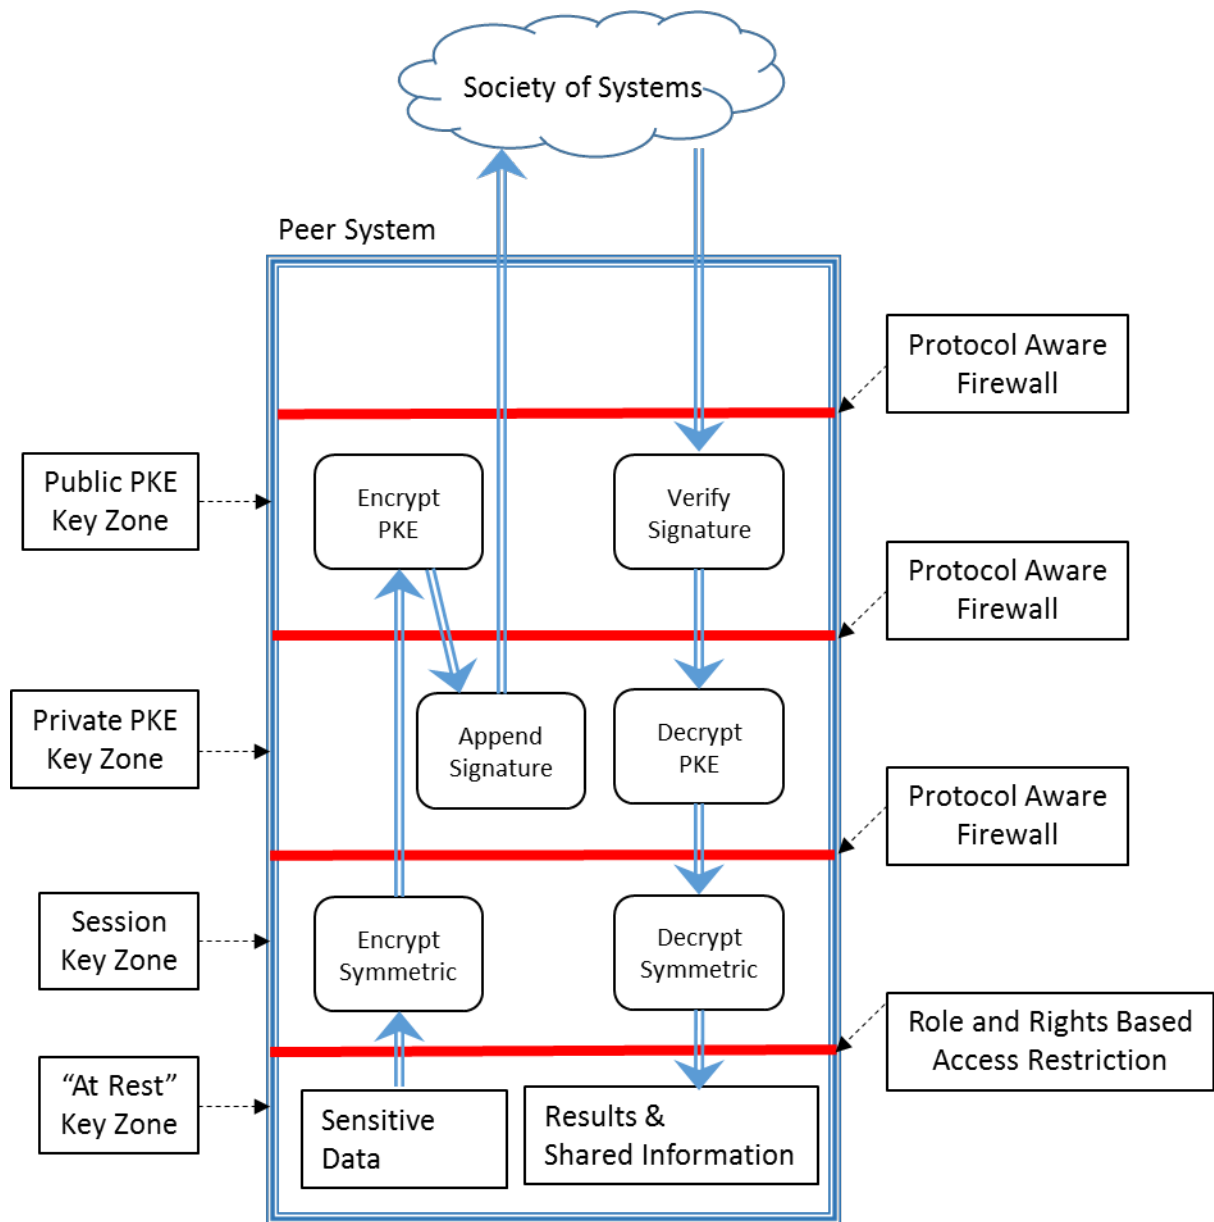 Society of Systems
Peer System
Protocol Aware
Firewall
Public PKE
Key Zone
Encrypt
PKE
Verify
Signature
Protocol Aware
Firewall
Private PKE
Key Zone
Append
Signature
Decrypt
PKE
Protocol Aware
Firewall
Session
Key Zone
Encrypt
Symmetric
Decrypt
Symmetric
Role and Rights Based
Access Restriction
“At Rest”
Key Zone
Sensitive
Data
Results &
Shared Information